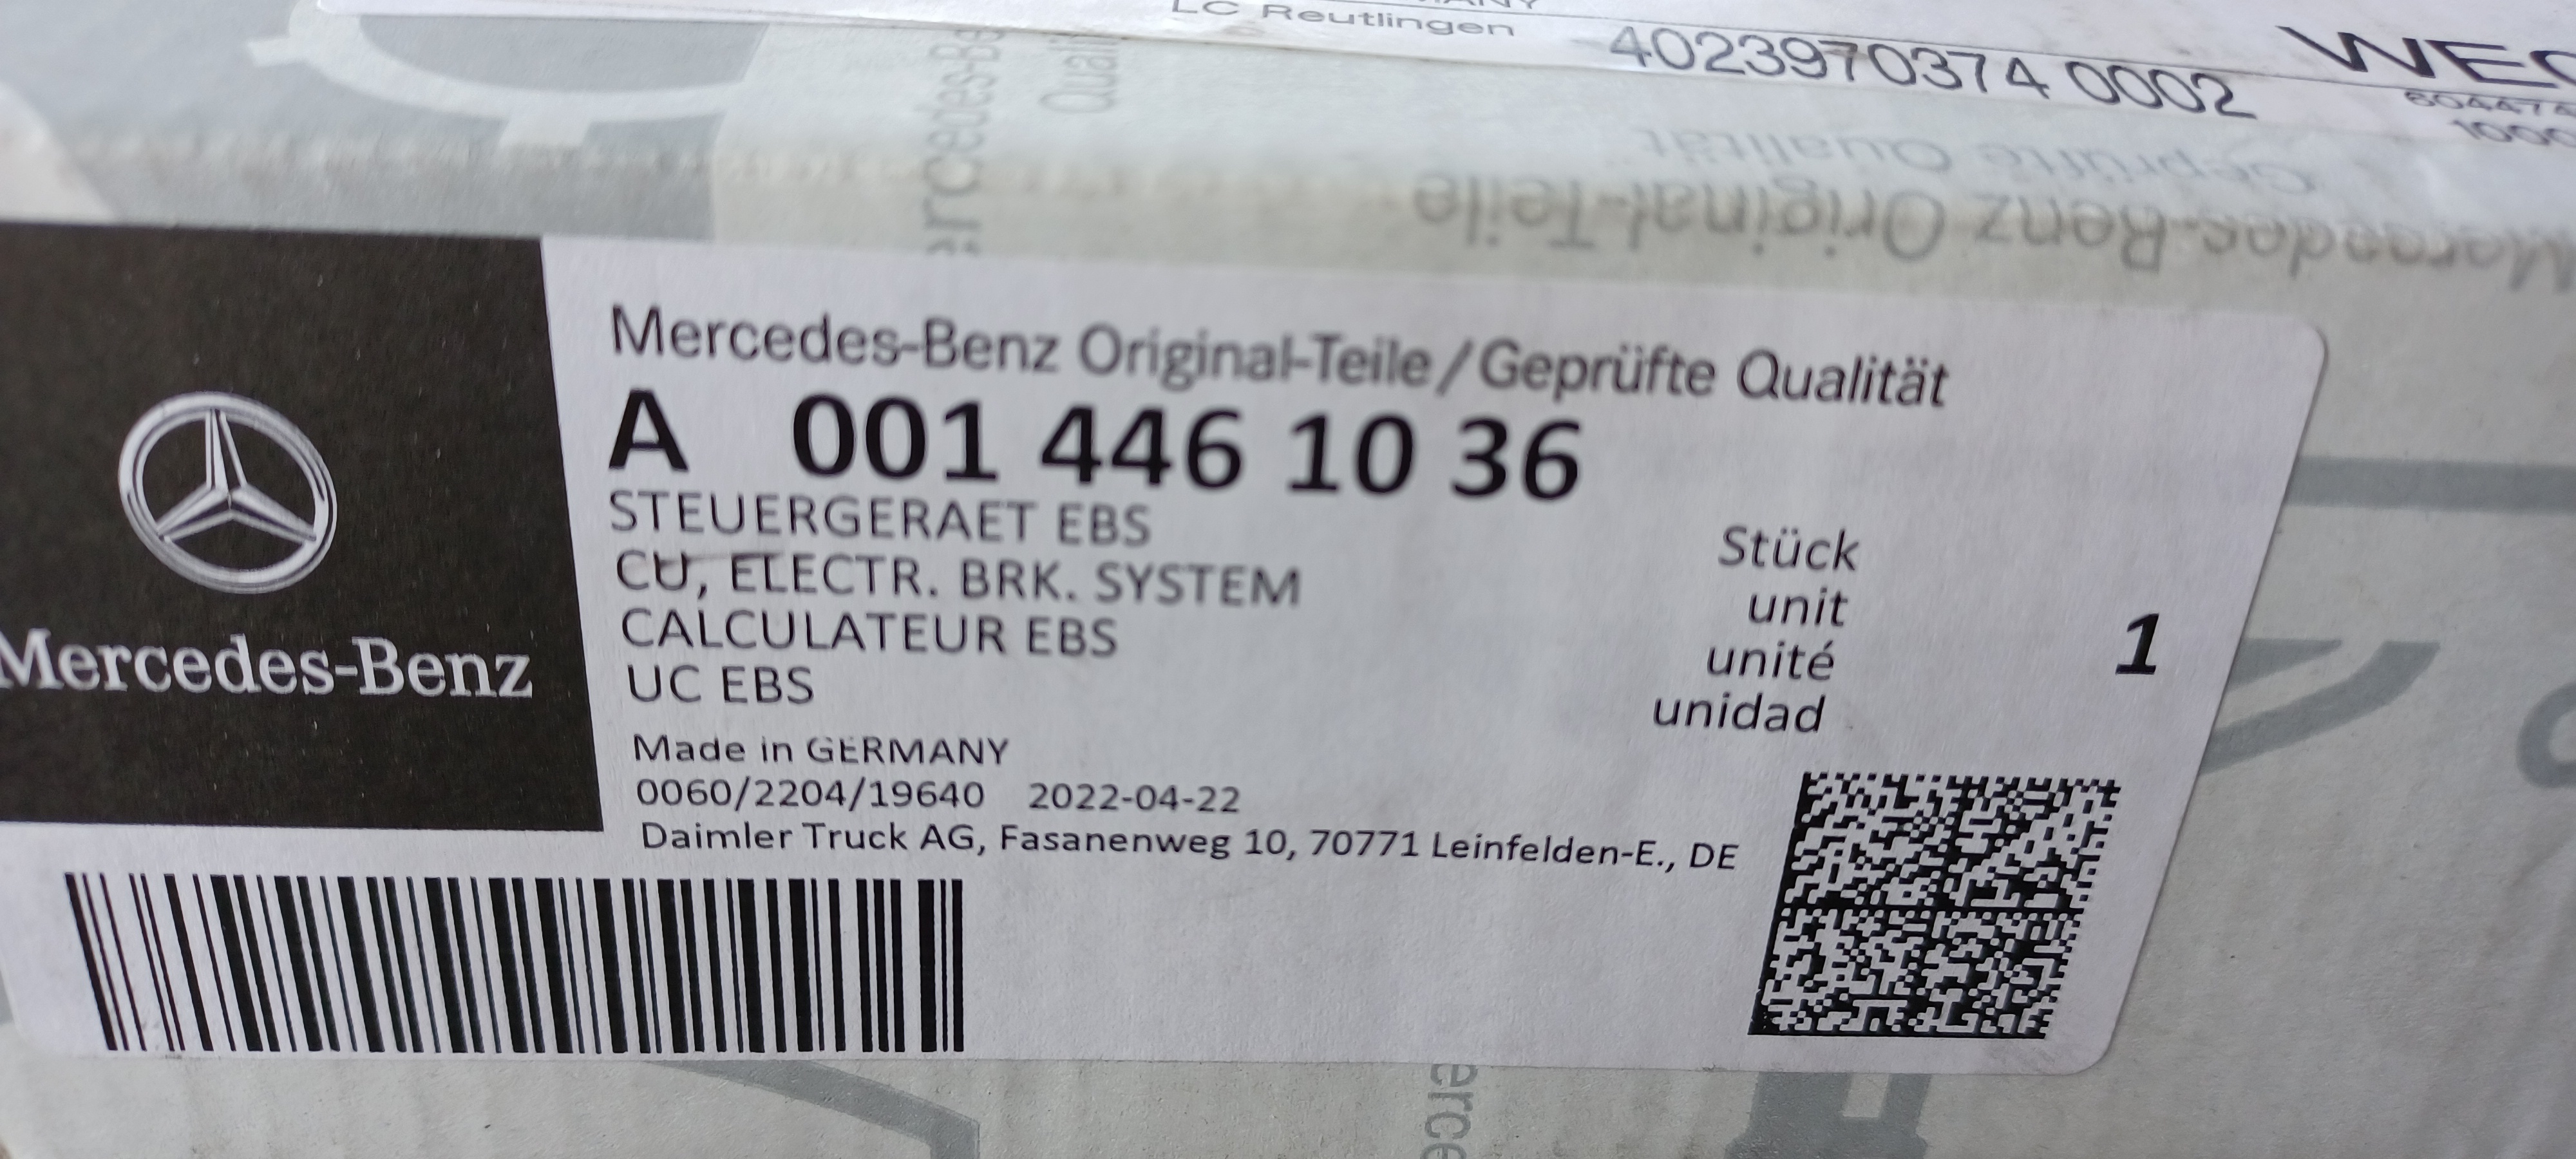 LC Reutlingen
4023970374 0002
Geprüfte Qualität
Mercedes-Benz Original-Teile
Mercedes-Benz Original-Teile/Geprüfte Qualität
A 001 446 10 36
STEUERGERAET EBS
CU, ELECTR. BRK. SYSTEM
CALCULATEUR EBS
UC EBS
Stück
unit
unité
unidad
1
Made in GERMANY
0060/2204/19640 2022-04-22
Daimler Truck AG, Fasanenweg 10, 70771 Leinfelden-E., DE
Mercedes-Benz